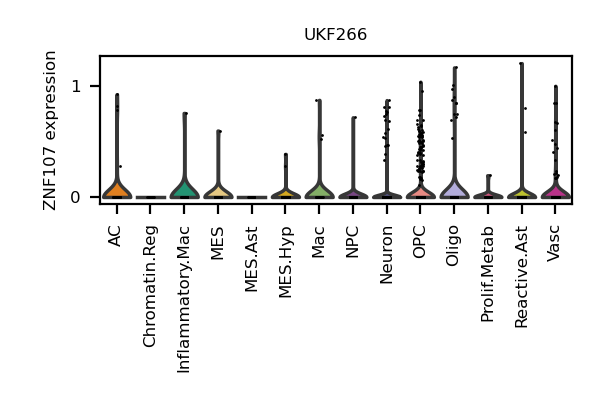 UKF266
ZNF107 expression
1
0
AC
Chromatin.Reg
Inflammatory.Mac
MES
MES.Ast
MES.Hyp
Mac
NPC
Neuron
OPC
Oligo
Prolif.Metab
Reactive.Ast
Vasc